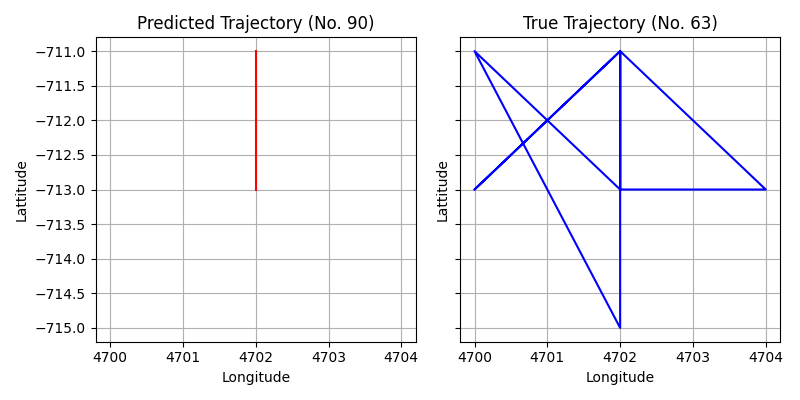 Predicted Trajectory (No. 90)
True Trajectory (No. 63)
−711.0
−711.5
−712.0
−712.5
−713.0
−713.5
−714.0
−714.5
−715.0
Lattitude
Lattitude
4700 4701 4702 4703 4704
4700 4701 4702 4703 4704
Longitude
Longitude